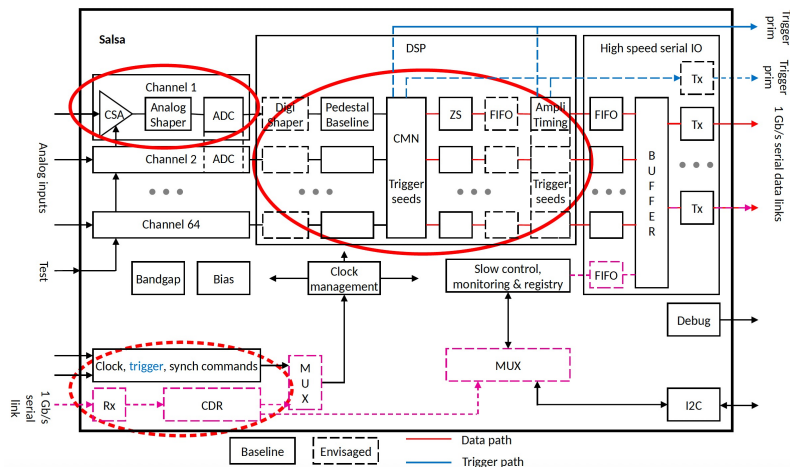 Salsa
DSP
High speed serial IO
Trigger
prim
Trigger
prim
1 Gb/s serial data links
Channel 1
CSA
Analog
Shaper
ADC
Digi
Shaper
Pedestal
Baseline
CMN
Trigger
seeds
ZS
FIFO
Ampli
Timing
Trigger
seeds
FIFO
BUFFER
Tx
Tx
Tx
Channel 2
ADC
Channel 64
Analog inputs
Test
Bandgap
Bias
Clock
management
Slow control,
monitoring & registry
FIFO
Debug
Clock, trigger, synch commands
MUX
MUX
Rx
CDR
I2C
1 Gb/s
serial
link
Baseline
Envisaged
Data path
Trigger path